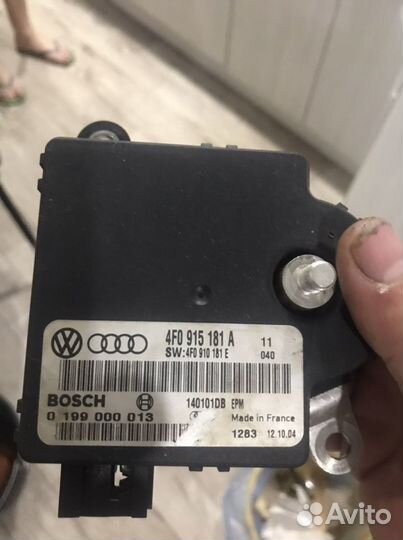 4F0 915 181 A 11
SW:4F0 910 181 E 040
BOSCH 140101DB EPM
0 199 000 013 Made in France
1283 12.10.04
Avito